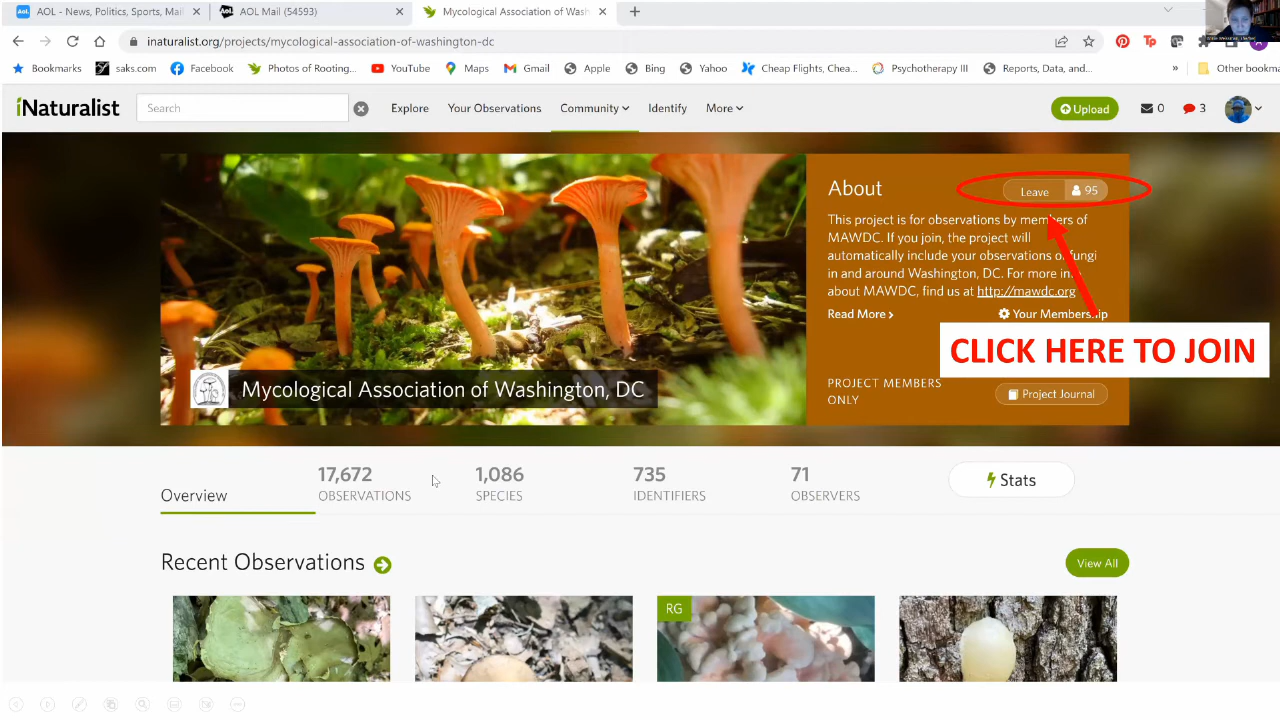 AOL - News, Politics, Sports, Mail
AOL Mail (54593)
Mycological Association of Wash
inaturalist.org/projects/mycological-association-of-washington-dc
Bookmarks
saks.com
Facebook
Photos of Rooting...
YouTube
Maps
Gmail
Apple
Bing
Yahoo
Cheap Flights, Chea...
Psychotherapy III
Reports, Data, and...
»
Other bookma
iNaturalist
Search
Explore
Your Observations
Community
Identify
More
Upload
0
3
About
Leave
95
This project is for observations by members of
MAWDC. If you join, the project will
automatically include your observations of fungi
in and around Washington, DC. For more in
about MAWDC, find us at http://mawdc.org
Read More
Your Membership
CLICK HERE TO JOIN
PROJECT MEMBERS
ONLY
Project Journal
Mycological Association of Washington, DC
Overview
17,672
OBSERVATIONS
1,086
SPECIES
735
IDENTIFIERS
71
OBSERVERS
Stats
Recent Observations
View All
RG